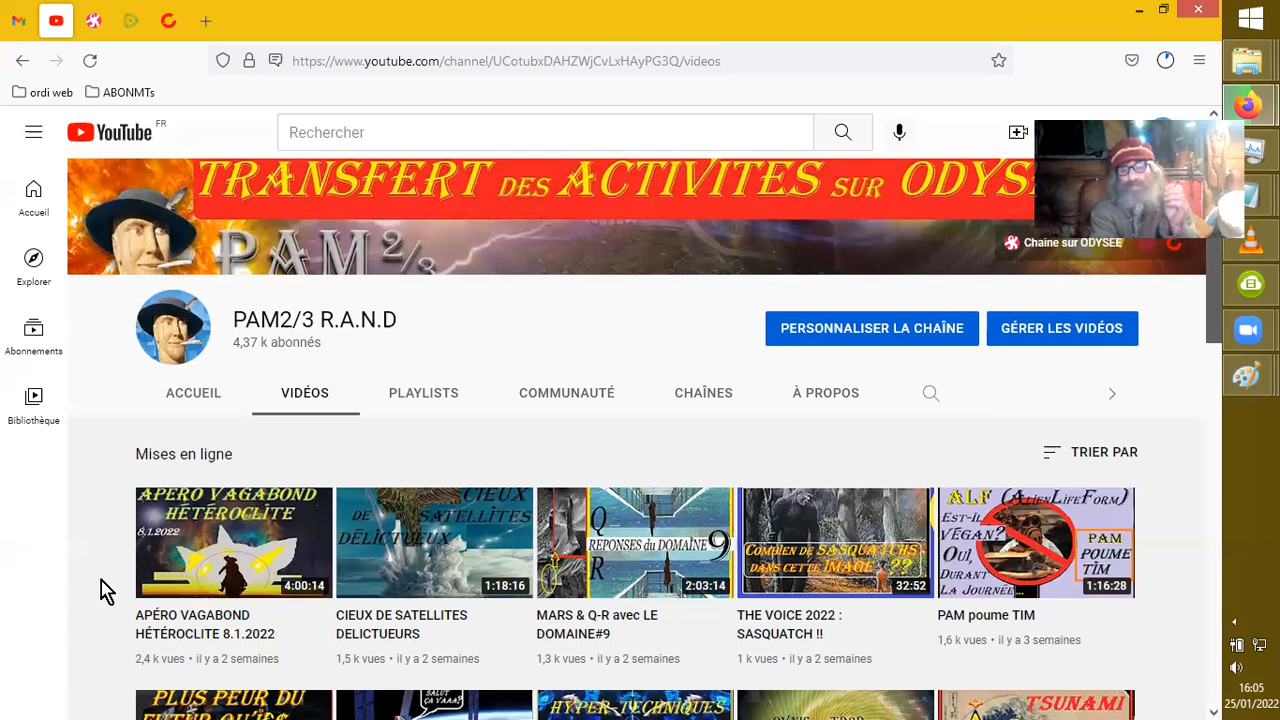 https://www.youtube.com/channel/UCotubxDAHZWjCvLxHAyPG3Q/videos
ordi web
ABONMTs
YouTube FR
Rechercher
TRANSFERT DES ACTIVITES SUR ODYS
PAM 2/3
Chaine sur ODYSEE
Accueil
Explorer
Abonnements
Bibliothèque
PAM2/3 R.A.N.D
4,37 k abonnés
PERSONNALISER LA CHAÎNE
GÉRER LES VIDÉOS
ACCUEIL
VIDÉOS
PLAYLISTS
COMMUNAUTÉ
CHAÎNES
À PROPOS
Mises en ligne
TRIER PAR
APERO VAGABOND
HÉTÉROCLITE
8.1.2022
4:00:14
APÉRO VAGABOND
HÉTÉROCLITE 8.1.2022
2,4 k vues • il y a 2 semaines
CIEUX
DE SATELLITES
DÉLICTUEUX
1:18:16
CIEUX DE SATELLITES
DELICTUEURS
1,5 k vues • il y a 2 semaines
Q
REPONSES du DOMAINE 9
R
2:03:14
MARS & Q-R avec LE
DOMAINE#9
1,3 k vues • il y a 2 semaines
COMBIEN DE SASQUATCHS
DANS CETTE IMAGE ??
32:52
THE VOICE 2022 :
SASQUATCH !!
1 k vues • il y a 2 semaines
ALF (ALIENLIFEFORM)
EST-IL
VÉGAN?
OUI,
DURANT
LA JOURNÉE...
PAM
POUME
TIM
1:16:28
PAM poume TIM
1,6 k vues • il y a 3 semaines
PLUS PEUR DU
SALUT
ÇA VAAA?
HYPER-TECHNIQUES
TSUNAMI
16:05
25/01/2022